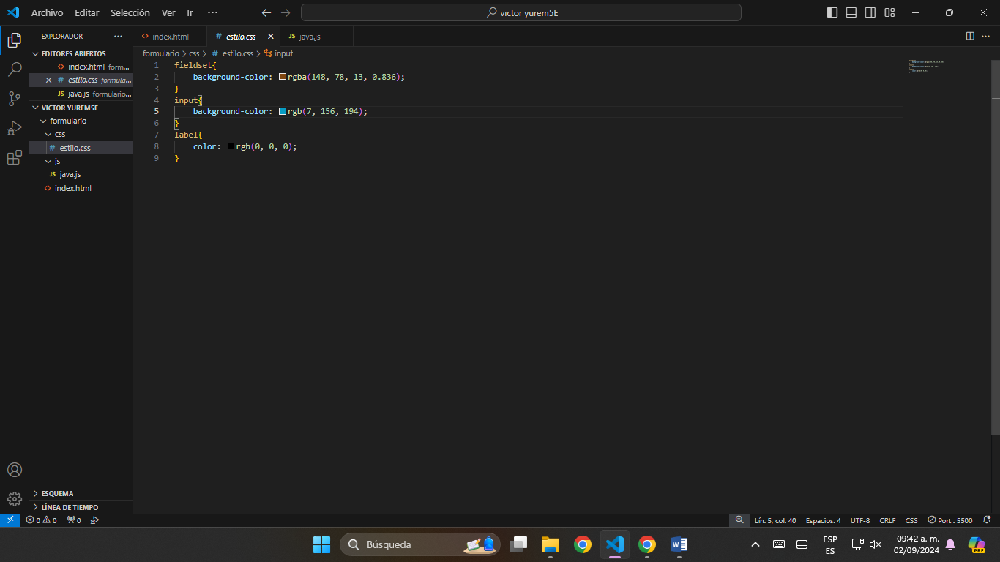 Archivo Editar Selección Ver Ir ··· victor yurem5E
EXPLORADOR ···
EDITORES ABIERTOS
index.html form...
estilo.css formula...
JS java.js formulario...
VICTOR YUREM5E
formulario
css
# estilo.css
js
JS java.js
index.html
ESQUEMA
LÍNEA DE TIEMPO
index.html # estilo.css JS java.js
formulario > css > # estilo.css > input
1 fieldset{
2 background-color: rgba(148, 78, 13, 0.836);
3 }
4 input{
5 background-color: rgb(7, 156, 194);
6 }
7 label{
8 color: rgb(0, 0, 0);
9 }
0 0 0 Lín. 5, col. 40 Espacios: 4 UTF-8 CRLF CSS Port : 5500
Búsqueda
ESP
ES
09:42 a. m.
02/09/2024
PRE